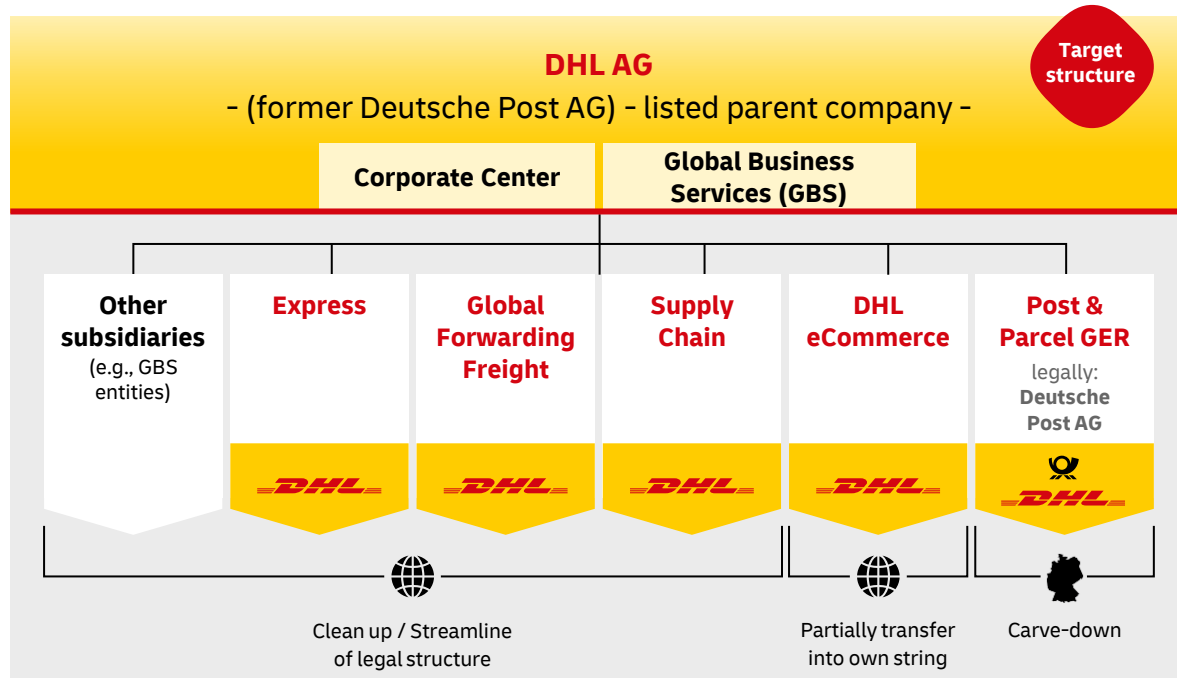 Target
structure
DHL AG
- (former Deutsche Post AG) - listed parent company -
Corporate Center
Global Business
Services (GBS)
Other
subsidiaries
(e.g., GBS
entities)
Express
Global
Forwarding
Freight
Supply
Chain
DHL
eCommerce
Post &
Parcel GER
legally:
Deutsche
Post AG
DHL
DHL
DHL
DHL
DHL
Clean up / Streamline
of legal structure
Partially transfer
into own string
Carve-down